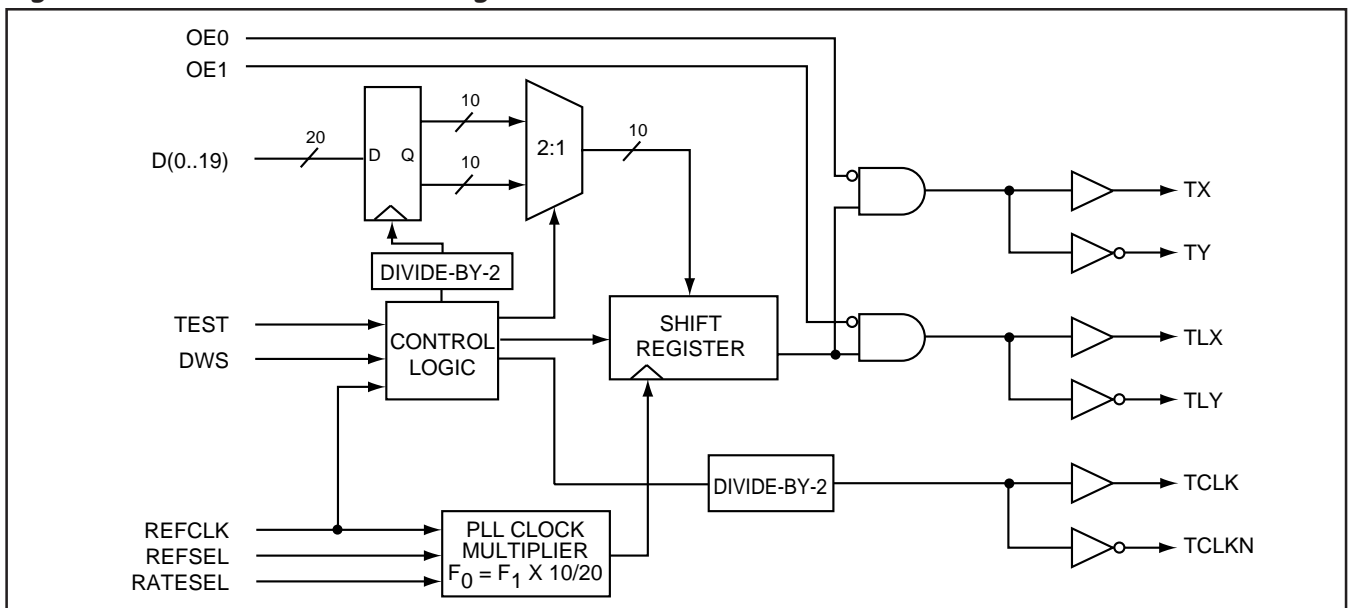 OE0
OE1
D(0..19)
20
D Q
10
10
2:1
10
DIVIDE-BY-2
TEST
DWS
CONTROL
LOGIC
SHIFT
REGISTER
REFCLK
REFSEL
RATESEL
PLL CLOCK
MULTIPLIER
F0 = F1 X 10/20
DIVIDE-BY-2
TX
TY
TLX
TLY
TCLK
TCLKN